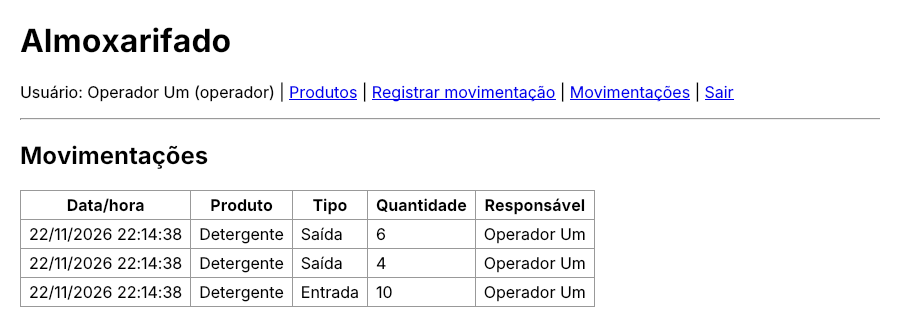 Almoxarifado
Usuário: Operador Um (operador) | Produtos | Registrar movimentação | Movimentações | Sair
Movimentações
Data/hora Produto Tipo Quantidade Responsável
22/11/2026 22:14:38 Detergente Saída 6 Operador Um
22/11/2026 22:14:38 Detergente Saída 4 Operador Um
22/11/2026 22:14:38 Detergente Entrada 10 Operador Um